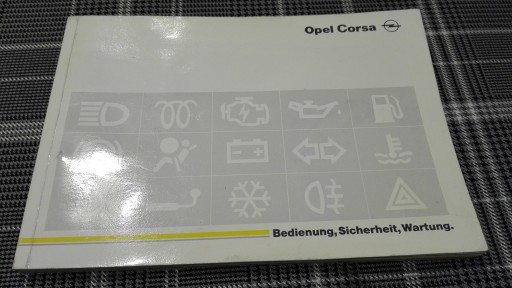 Opel Corsa
Bedienung, Sicherheit, Wartung.